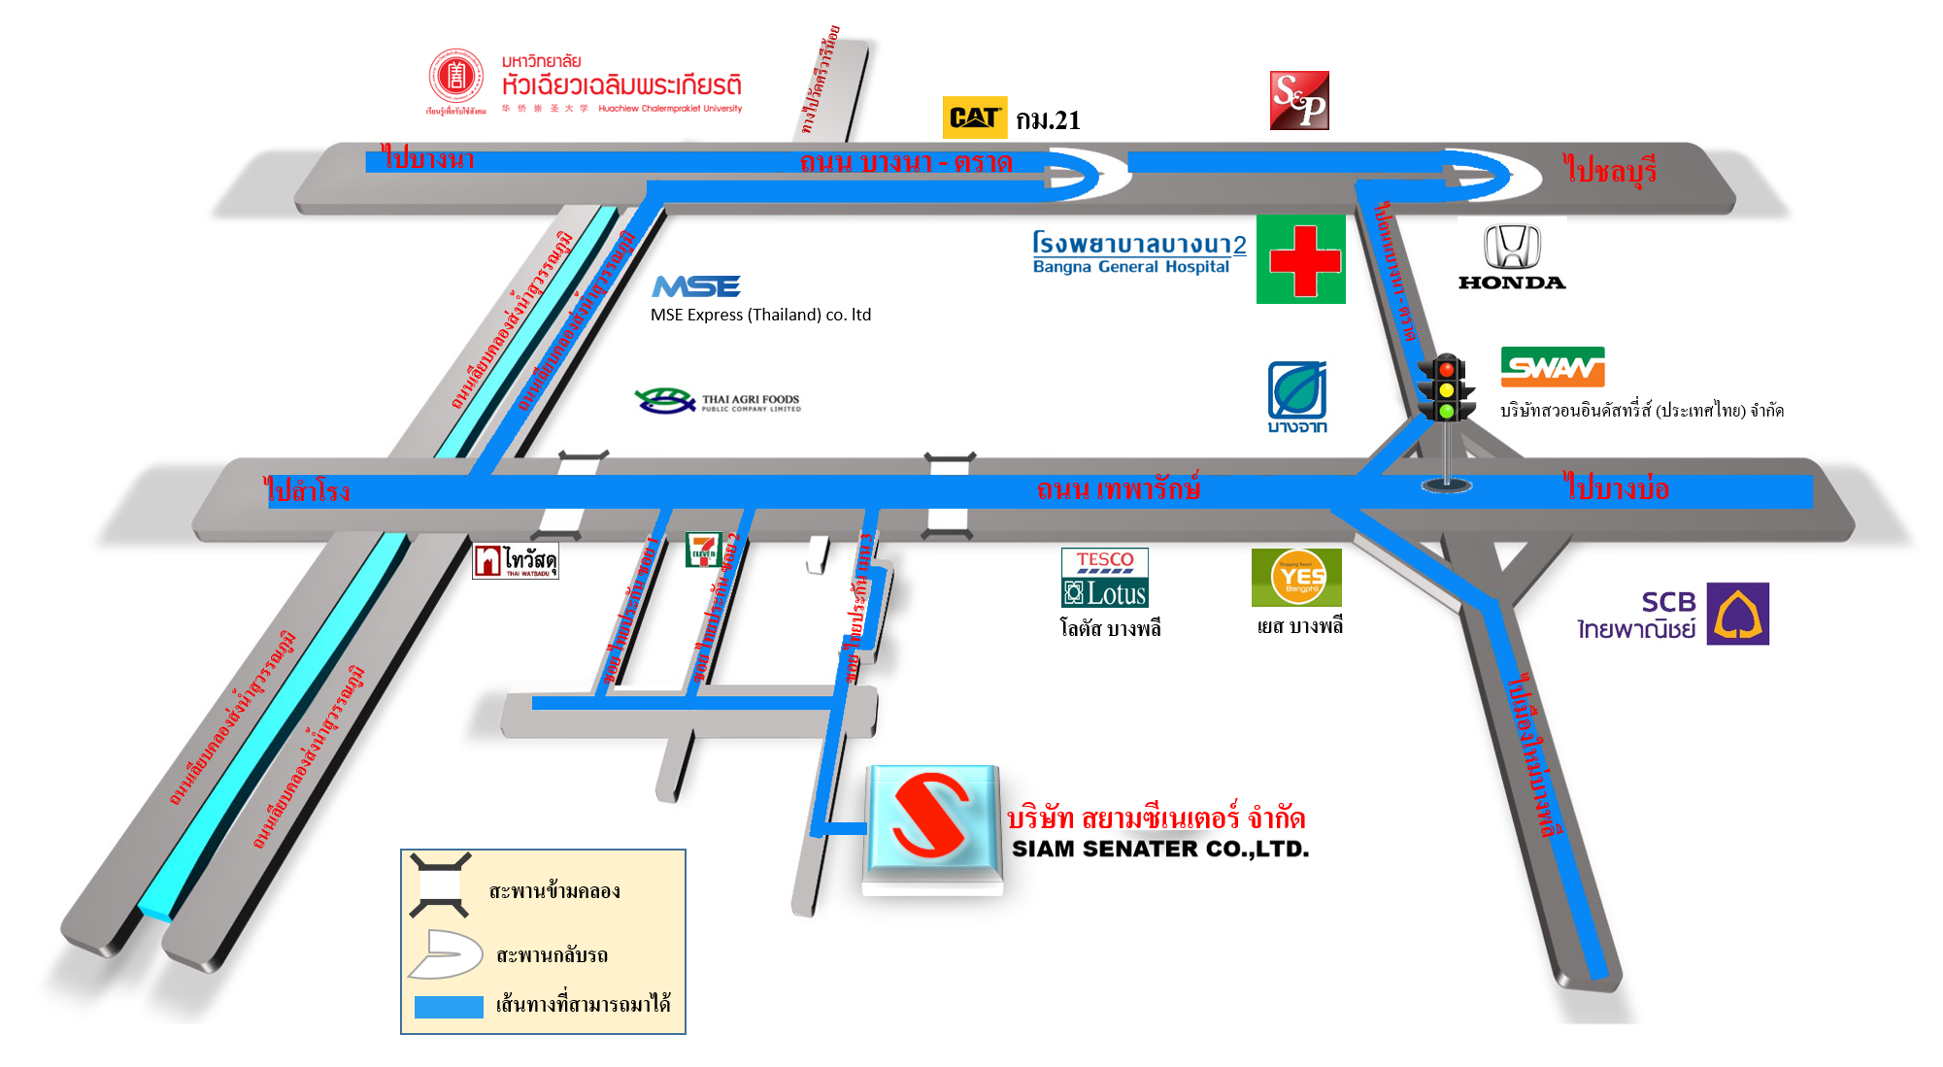 มหาวิทยาลัย
หัวเฉียวเฉลิมพระเกียรติ
华 侨 崇 圣 大 学 Huachiew Chalermprakiet University
เรียนรู้เพื่อรับใช้สังคม
ทางไปวัดศรีวารีน้อย
CAT กม.21
S&P
ไปบางนา
ถนน บางนา - ตราด
ไปชลบุรี
ถนนเลียบคลองส่งน้ำสุวรรณภูมิ
ถนนเลียบคลองส่งน้ำสุวรรณภูมิ
MSE
MSE Express (Thailand) co. ltd
โรงพยาบาลบางนา2
Bangna General Hospital
ไปถนนบางนา - ตราด
HONDA
THAI AGRI FOODS
PUBLIC COMPANY LIMITED
บางจาก
SWAN
บริษัทสวอนอินดัสทรี่ส์ (ประเทศไทย) จำกัด
ไปสำโรง
ถนน เทพารักษ์
ไปบางบ่อ
ไทวัสดุ
THAI WATSADU
ซอย ไทยประกัน ซอย 1
7 ELEVEN
ซอย ไทยประกัน ซอย 2
ซอย ไทยประกัน 3
TESCO
Lotus
โลตัส บางพลี
YES
Bangphli
เยส บางพลี
SCB
ไทยพาณิชย์
ถนนเลียบคลองส่งน้ำสุวรรณภูมิ
ถนนเลียบคลองส่งน้ำสุวรรณภูมิ
ไปเมืองใหม่บางพลี
บริษัท สยามซีเนเตอร์ จำกัด
SIAM SENATER CO.,LTD.
สะพานข้ามคลอง
สะพานกลับรถ
เส้นทางที่สามารถมาได้